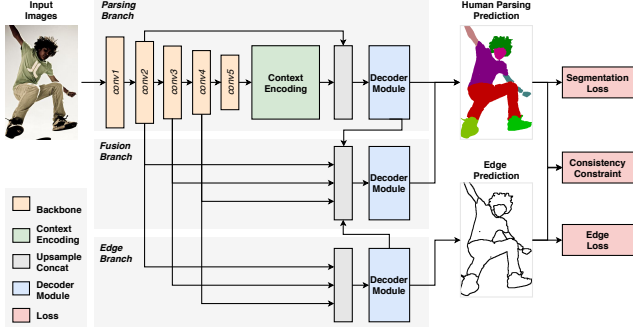 Input
Images
Parsing
Branch
Human Parsing
Prediction
conv1
conv2
conv3
conv4
conv5
Context
Encoding
Decoder
Module
Segmentation
Loss
Fusion
Branch
Decoder
Module
Edge
Prediction
Consistency
Constraint
Backbone
Context
Encoding
Upsample
Concat
Decoder
Module
Loss
Edge
Branch
Decoder
Module
Edge
Loss